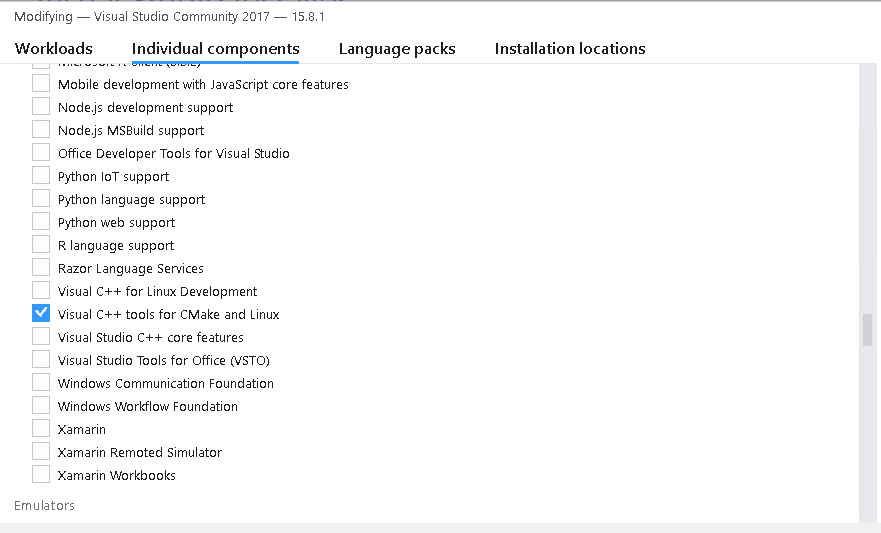 Modifying — Visual Studio Community 2017 — 15.8.1
Workloads Individual components Language packs Installation locations
Mobile development with JavaScript core features
Node.js development support
Node.js MSBuild support
Office Developer Tools for Visual Studio
Python IoT support
Python language support
Python web support
R language support
Razor Language Services
Visual C++ for Linux Development
Visual C++ tools for CMake and Linux
Visual Studio C++ core features
Visual Studio Tools for Office (VSTO)
Windows Communication Foundation
Windows Workflow Foundation
Xamarin
Xamarin Remoted Simulator
Xamarin Workbooks
Emulators